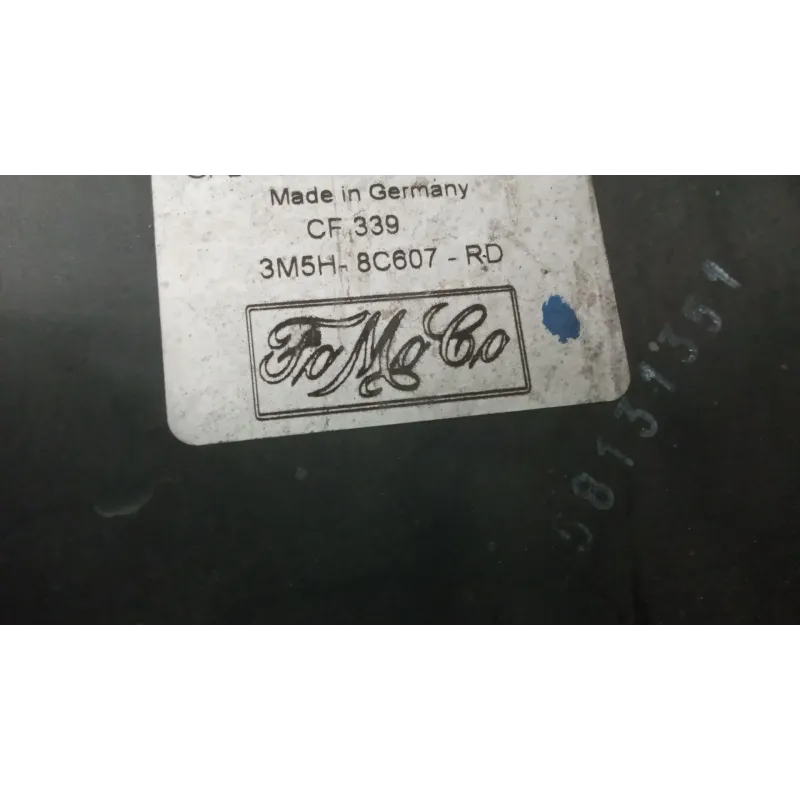 Made in Germany
CF 339
3M5H- 8C607 - RD
FoMoCo